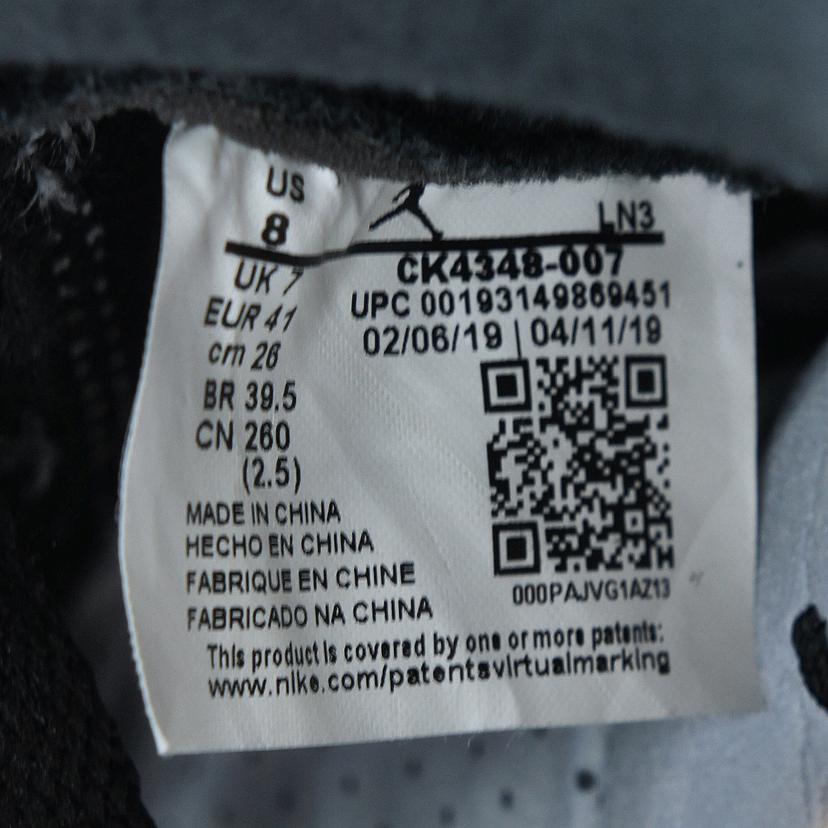 US
8
LN3
UK 7
CK4348-007
EUR 41
UPC 00193149869451
cm 26
02/06/19 | 04/11/19
BR 39.5
CN 260
(2.5)
MADE IN CHINA
HECHO EN CHINA
FABRIQUE EN CHINE
000PAJVG1AZ13
FABRICADO NA CHINA
This product is covered by one or more patents:
www.nike.com/patentsvirtualmarking